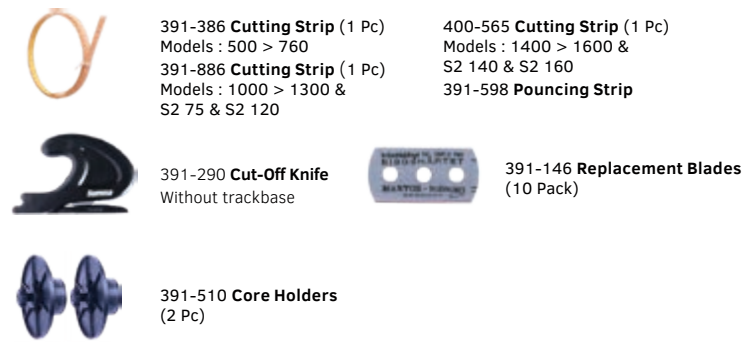 391-386 Cutting Strip (1 Pc)
Models : 500 > 760
391-886 Cutting Strip (1 Pc)
Models : 1000 > 1300 &
S2 75 & S2 120
400-565 Cutting Strip (1 Pc)
Models : 1400 > 1600 &
S2 140 & S2 160
391-598 Pouncing Strip
391-290 Cut-Off Knife
Without trackbase
391-146 Replacement Blades
(10 Pack)
391-510 Core Holders
(2 Pc)